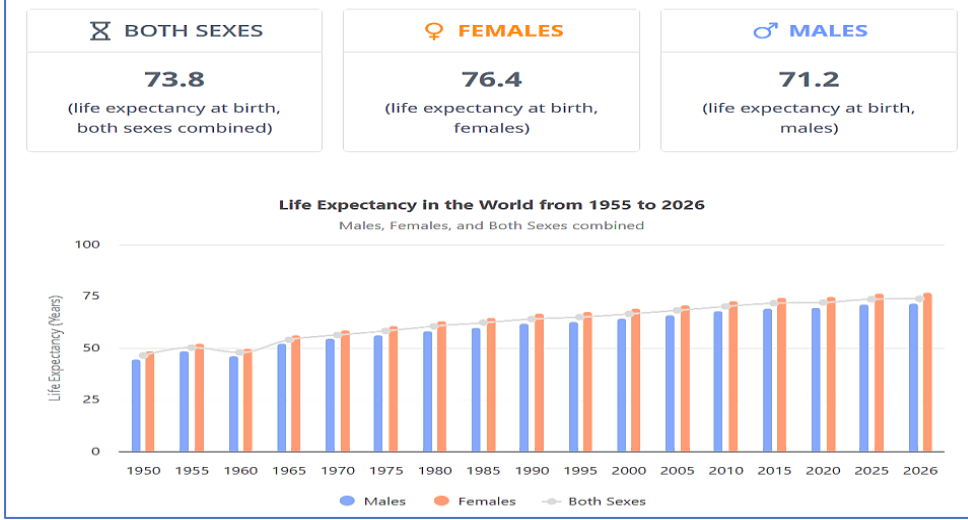 BOTH SEXES
73.8
(life expectancy at birth,
both sexes combined)
FEMALES
76.4
(life expectancy at birth,
females)
MALES
71.2
(life expectancy at birth,
males)
Life Expectancy in the World from 1955 to 2026
Males, Females, and Both Sexes combined
Life Expectancy (Years)
100
75
50
25
0
1950 1955 1960 1965 1970 1975 1980 1985 1990 1995 2000 2005 2010 2015 2020 2025 2026
Males Females Both Sexes